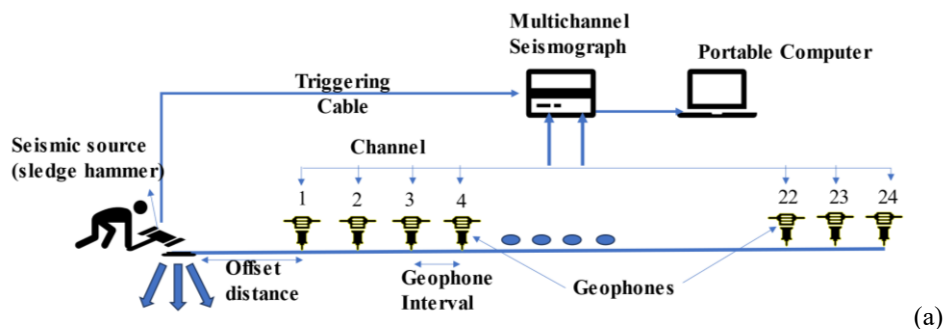 Multichannel
Seismograph
Portable Computer
Triggering
Cable
Seismic source
(sledge hammer)
Channel
1 2 3 4 22 23 24
Offset
distance
Geophone
Interval
Geophones
(a)